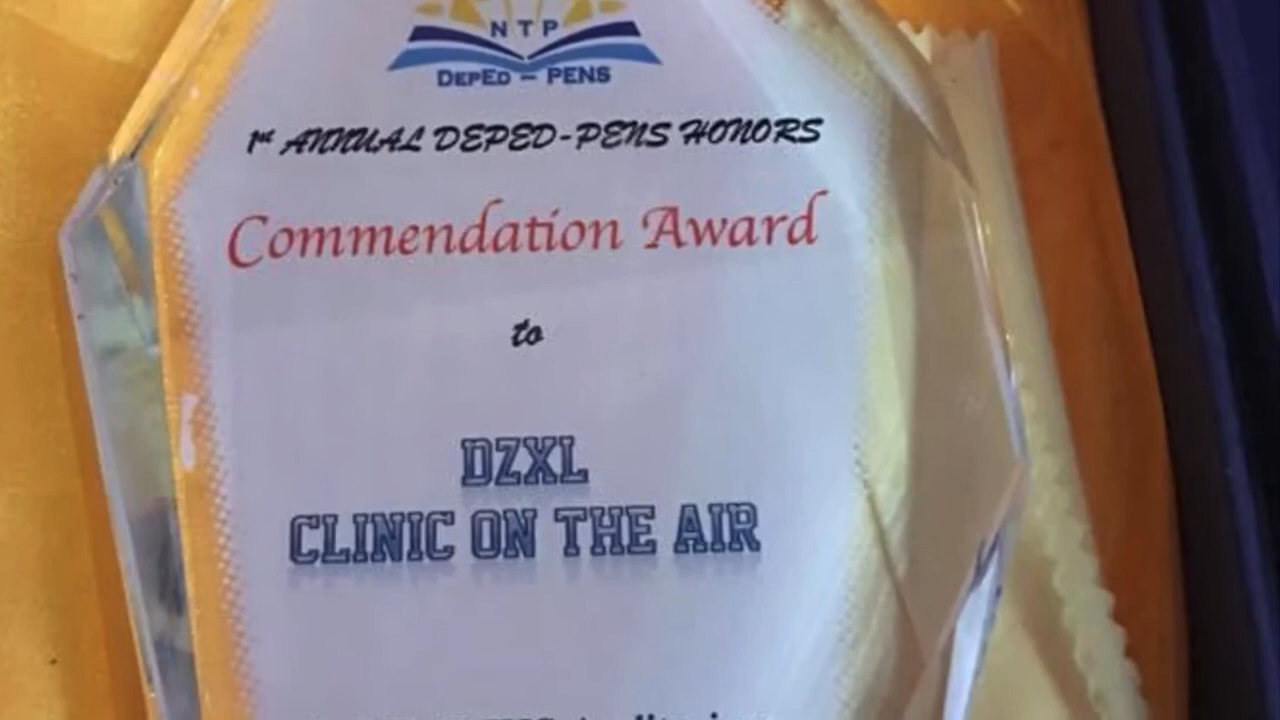 NTP
DEPED – PENS
1st ANNUAL DEPED-PENS HONORS
Commendation Award
to
DZXL
CLINIC ON THE AIR